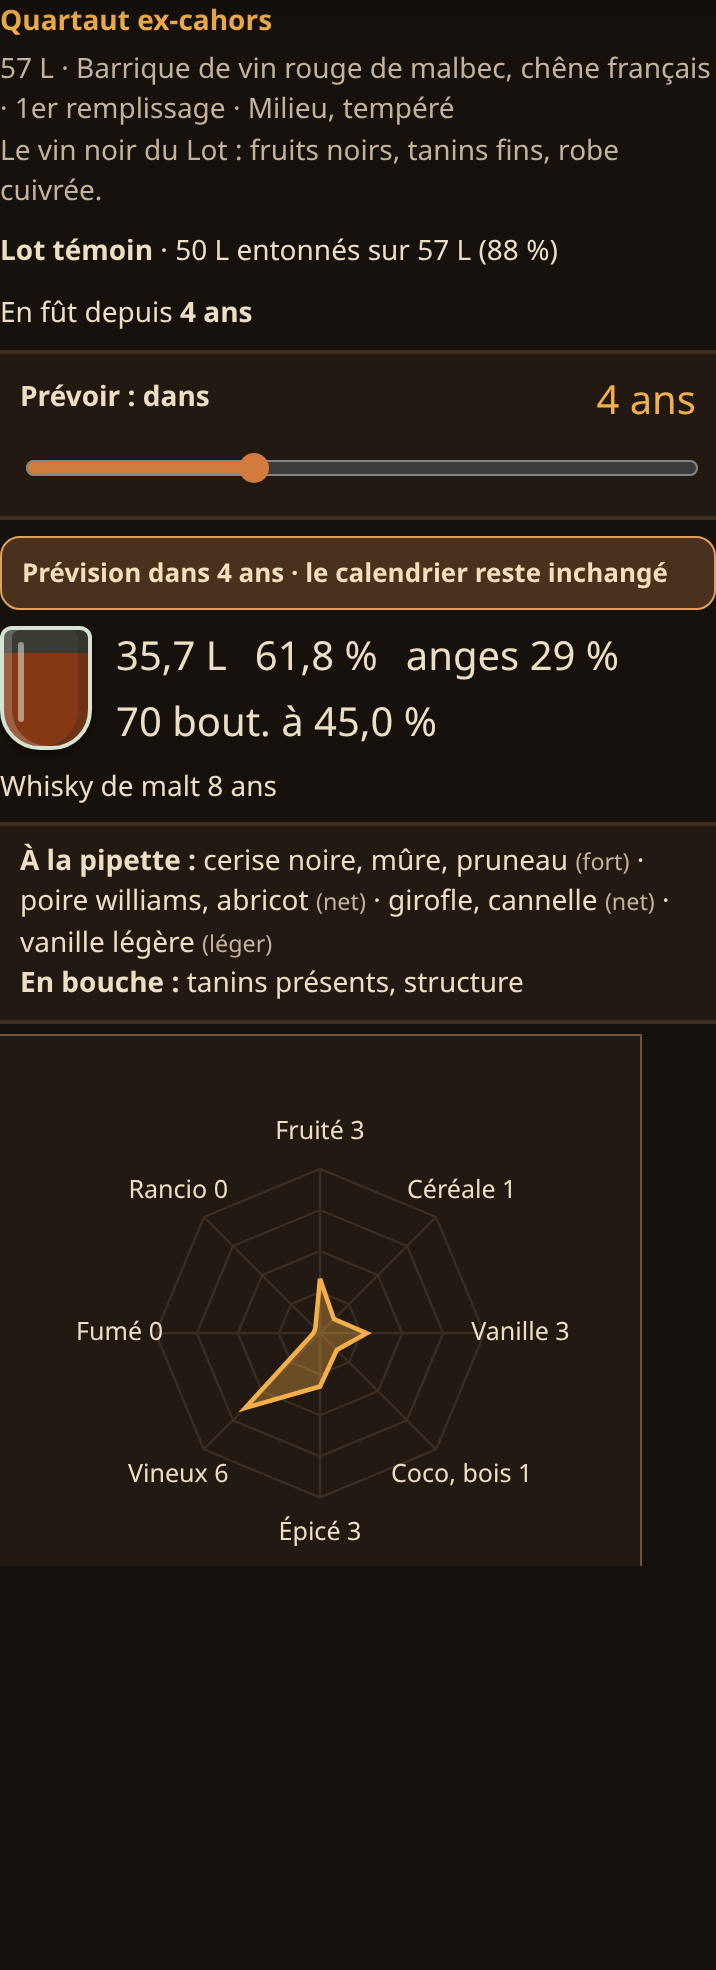 Quartaut ex-cahors
57 L · Barrique de vin rouge de malbec, chêne français
· 1er remplissage · Milieu, tempéré
Le vin noir du Lot : fruits noirs, tanins fins, robe
cuivrée.
Lot témoin · 50 L entonnés sur 57 L (88 %)
En fût depuis 4 ans
Prévoir : dans 4 ans
Prévision dans 4 ans · le calendrier reste inchangé
35,7 L 61,8 % anges 29 %
70 bout. à 45,0 %
Whisky de malt 8 ans
À la pipette : cerise noire, mûre, pruneau (fort) ·
poire williams, abricot (net) · girofle, cannelle (net) ·
vanille légère (léger)
En bouche : tanins présents, structure
Fruité 3
Rancio 0
Céréale 1
Fumé 0
Vanille 3
Vineux 6
Coco, bois 1
Épicé 3